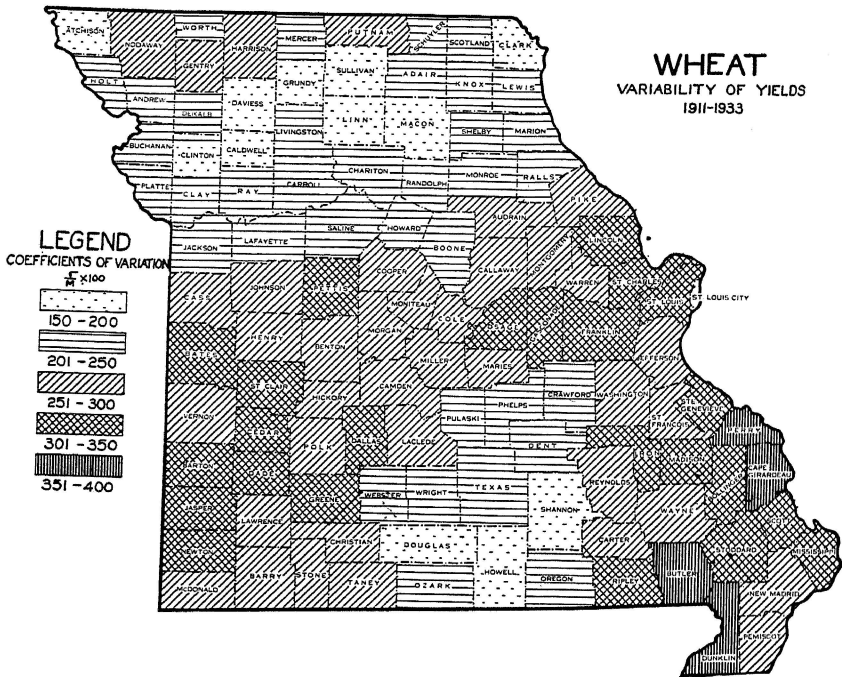 WHEAT
VARIABILITY OF YIELDS
1911-1933
ATCHISON
NODAWAY
WORTH
GENTRY
HARRISON
MERCER
PUTNAM
SCHUYLER
SCOTLAND
CLARK
HOLT
ANDREW
DEKALB
DAVIESS
GRUNDY
SULLIVAN
ADAIR
KNOX
LEWIS
BUCHANAN
CLINTON
CALDWELL
LIVINGSTON
LINN
MACON
SHELBY
MARION
PLATTE
CLAY
RAY
CARROLL
CHARITON
RANDOLPH
MONROE
RALLS
PIKE
JACKSON
LAFAYETTE
SALINE
HOWARD
BOONE
AUDRAIN
CALLAWAY
MONTGOMERY
LINCOLN
WARREN
ST. CHARLES
ST. LOUIS
ST. LOUIS CITY
CASS
JOHNSON
PETTIS
COOPER
MONITEAU
COLE
OSAGE
FRANKLIN
JEFFERSON
BATES
HENRY
BENTON
MORGAN
MILLER
MARIES
CRAWFORD
WASHINGTON
ST. FRANCOIS
STE. GENEVIEVE
PERRY
VERNON
ST. CLAIR
HICKORY
CAMDEN
PULASKI
PHELPS
DENT
IRON
MADISON
CAPE GIRARDEAU
BARTON
CEDAR
POLK
DALLAS
LACLEDE
TEXAS
REYNOLDS
WAYNE
JASPER
DADE
GREENE
WEBSTER
WRIGHT
SHANNON
CARTER
STODDARD
SCOTT
MISSISSIPPI
NEWTON
LAWRENCE
CHRISTIAN
DOUGLAS
HOWELL
OREGON
RIPLEY
BUTLER
NEW MADRID
MCDONALD
BARRY
STONE
TANEY
OZARK
DUNKLIN
PEMISCOT
LEGEND
COEFFICIENTS OF VARIATION
150-200
201-250
251-300
301-350
351-400